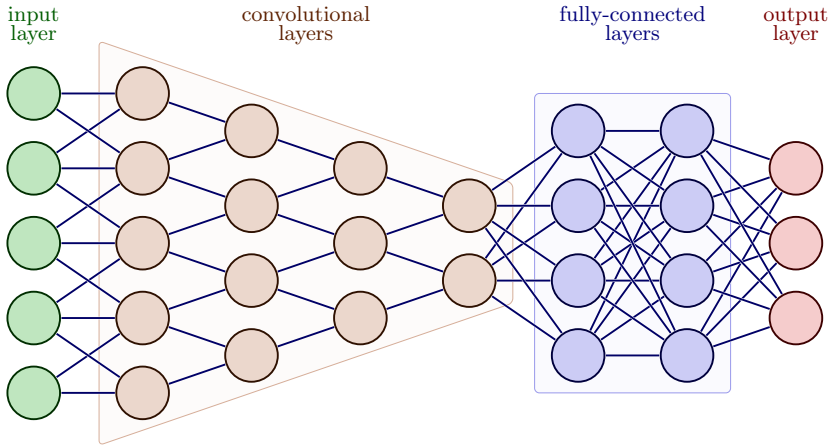 input
layer
convolutional
layers
fully-connected
layers
output
layer